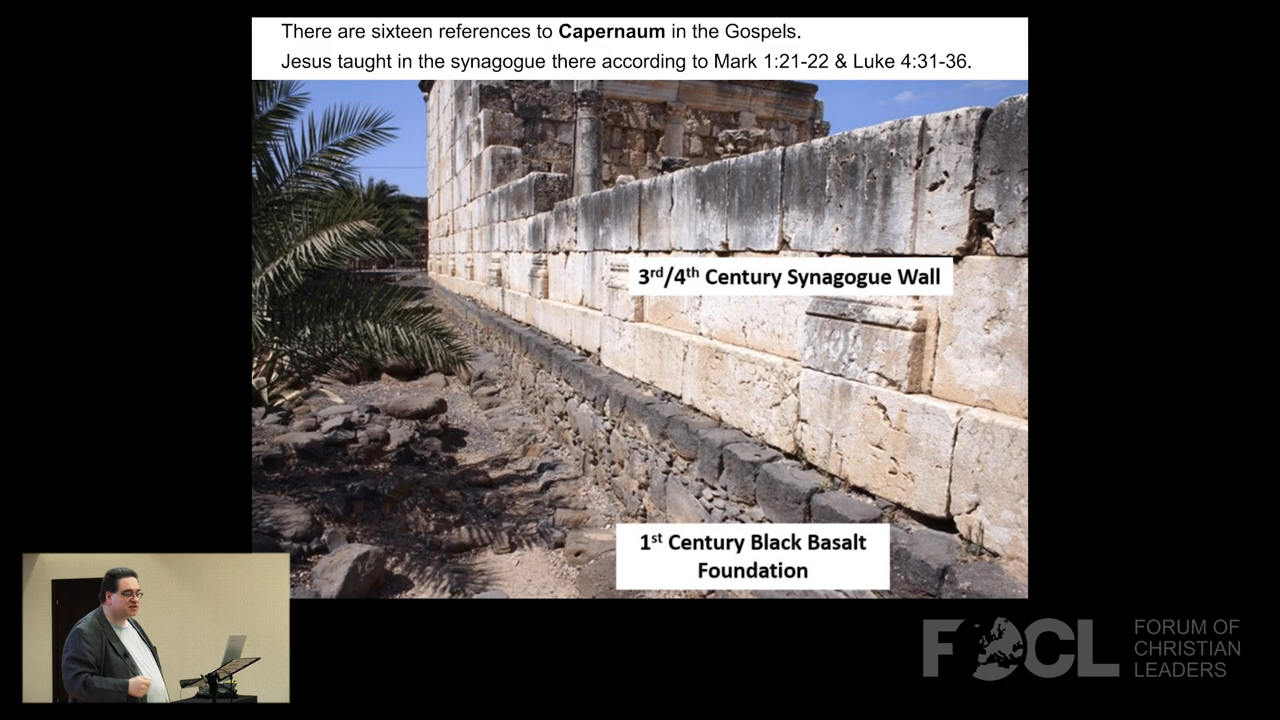 There are sixteen references to Capernaum in the Gospels.
Jesus taught in the synagogue there according to Mark 1:21-22 & Luke 4:31-36.
3rd/4th Century Synagogue Wall
1st Century Black Basalt
Foundation
FOCL
FORUM OF
CHRISTIAN
LEADERS